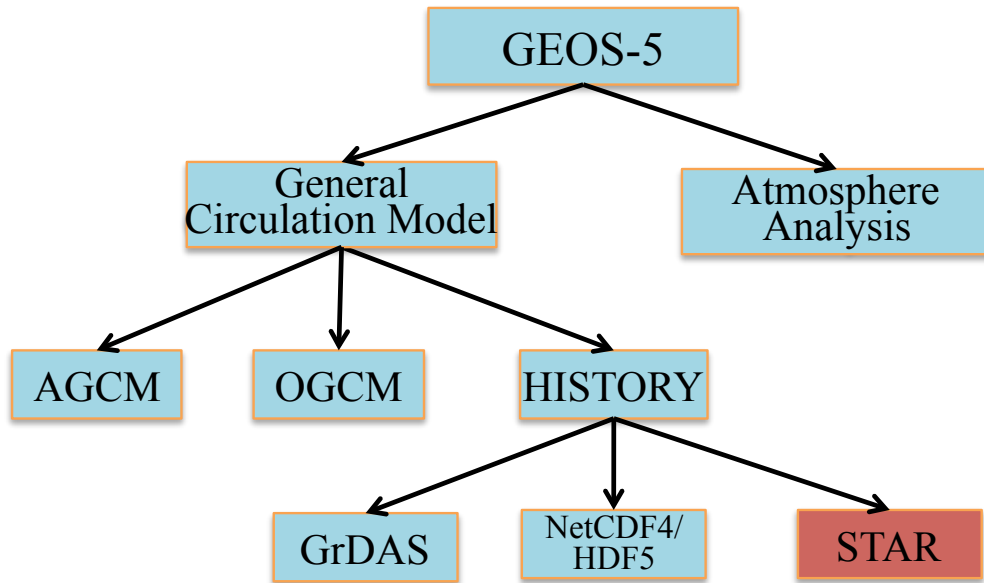 GEOS-5
General
Circulation Model
Atmosphere
Analysis
AGCM
OGCM
HISTORY
GrDAS
NetCDF4/
HDF5
STAR